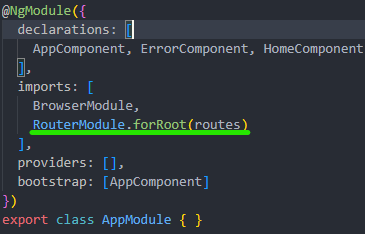 @NgModule({
declarations: [
AppComponent, ErrorComponent, HomeComponent
],
imports: [
BrowserModule,
RouterModule.forRoot(routes)
],
providers: [],
bootstrap: [AppComponent]
})
export class AppModule { }